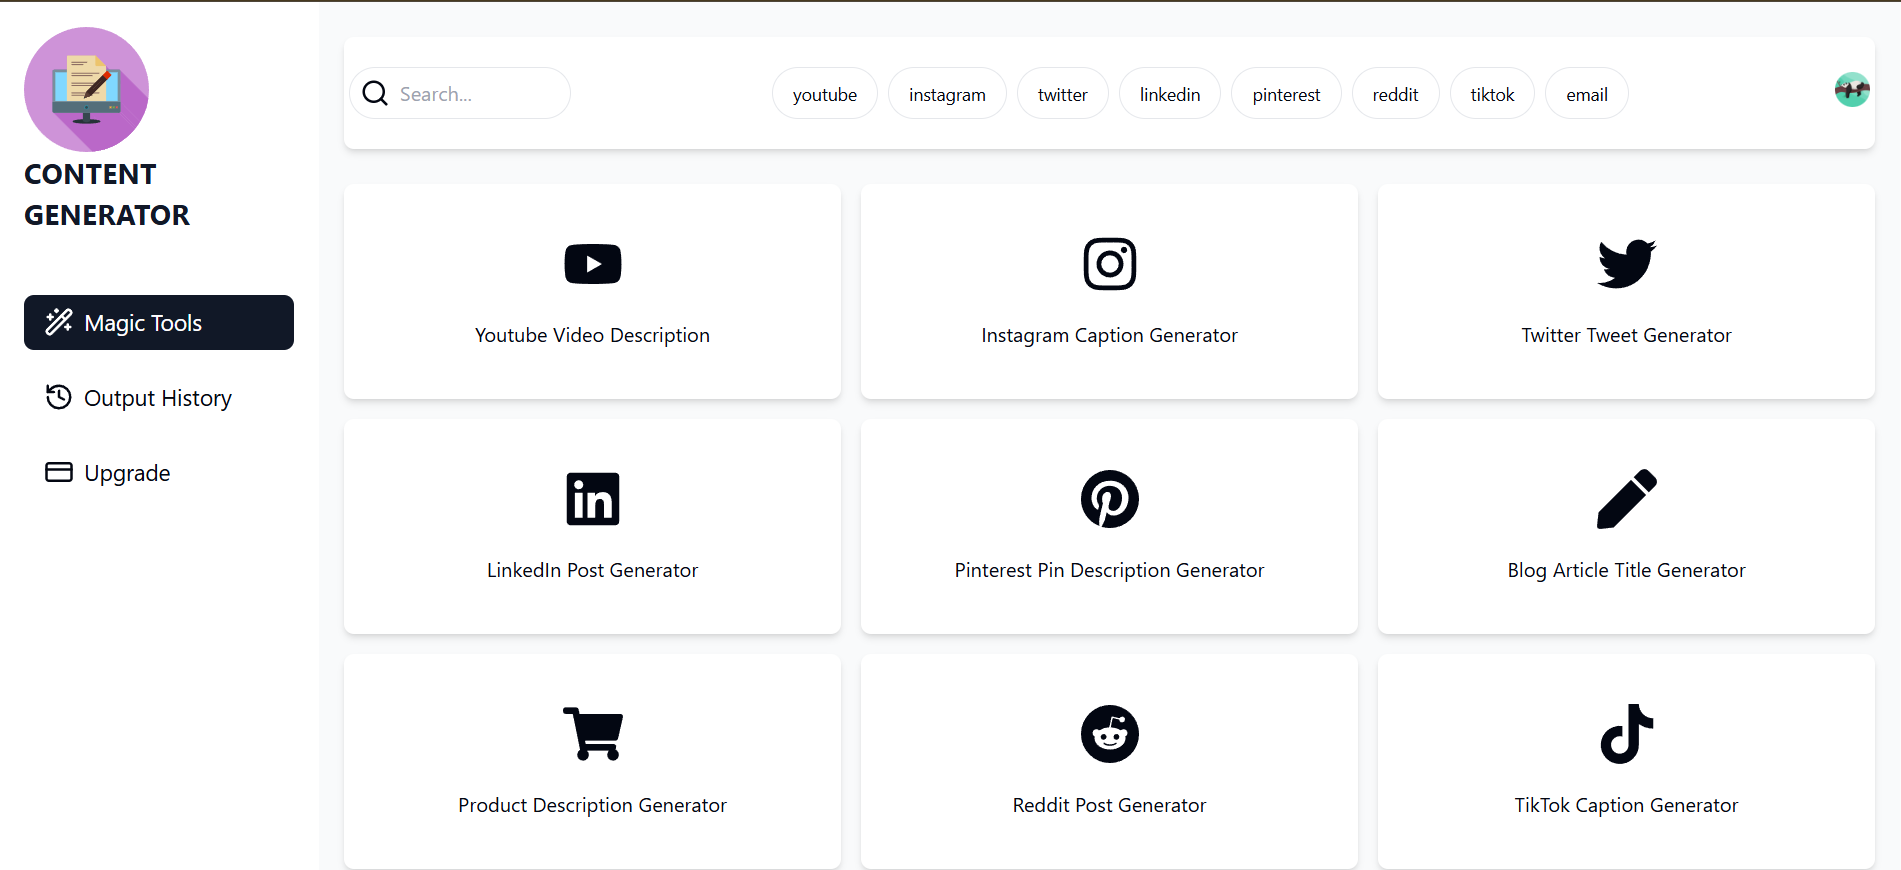 CONTENT
GENERATOR
Magic Tools
Output History
Upgrade
Search...
youtube
instagram
twitter
linkedin
pinterest
reddit
tiktok
email
Youtube Video Description
Instagram Caption Generator
Twitter Tweet Generator
LinkedIn Post Generator
Pinterest Pin Description Generator
Blog Article Title Generator
Product Description Generator
Reddit Post Generator
TikTok Caption Generator